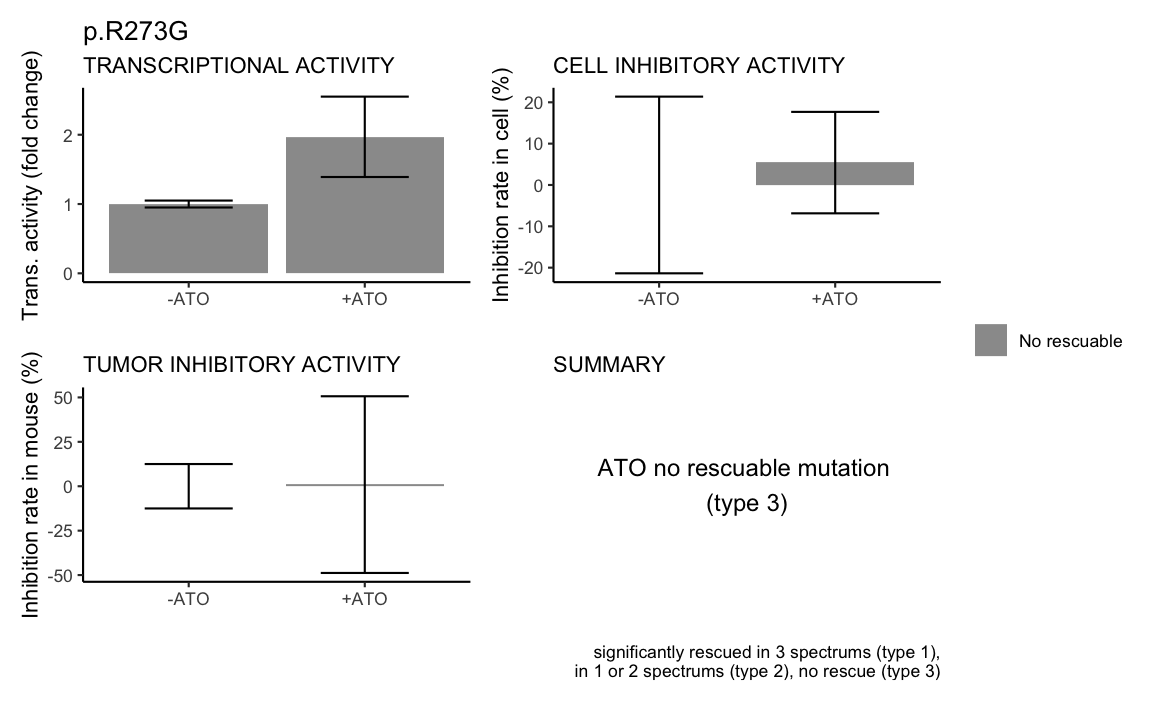 p.R273G
TRANSCRIPTIONAL ACTIVITY
Trans. activity (fold change)
2
1
0
-ATO
+ATO
CELL INHIBITORY ACTIVITY
Inhibition rate in cell (%)
20
10
0
-10
-20
-ATO
+ATO
No rescuable
TUMOR INHIBITORY ACTIVITY
Inhibition rate in mouse (%)
50
25
0
-25
-50
-ATO
+ATO
SUMMARY
ATO no rescuable mutation
(type 3)
significantly rescued in 3 spectrums (type 1),
in 1 or 2 spectrums (type 2), no rescue (type 3)